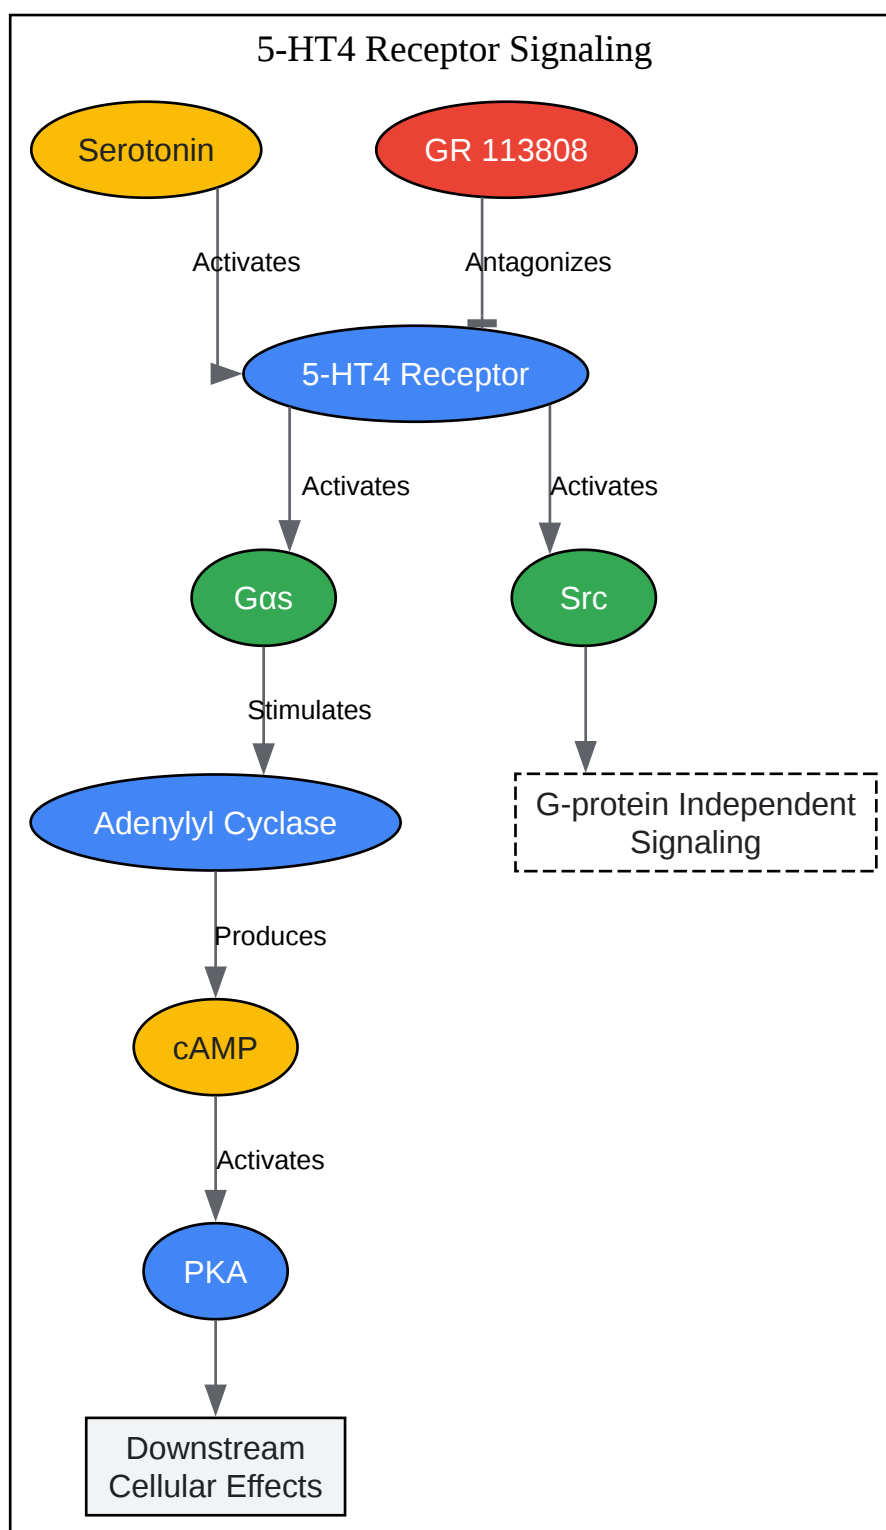 5-HT4 Receptor Signaling
Serotonin
GR 113808
Activates
Antagonizes
5-HT4 Receptor
Activates
Activates
Gαs
Src
Stimulates
Adenylyl Cyclase
G-protein Independent
Signaling
Produces
cAMP
Activates
PKA
Downstream
Cellular Effects